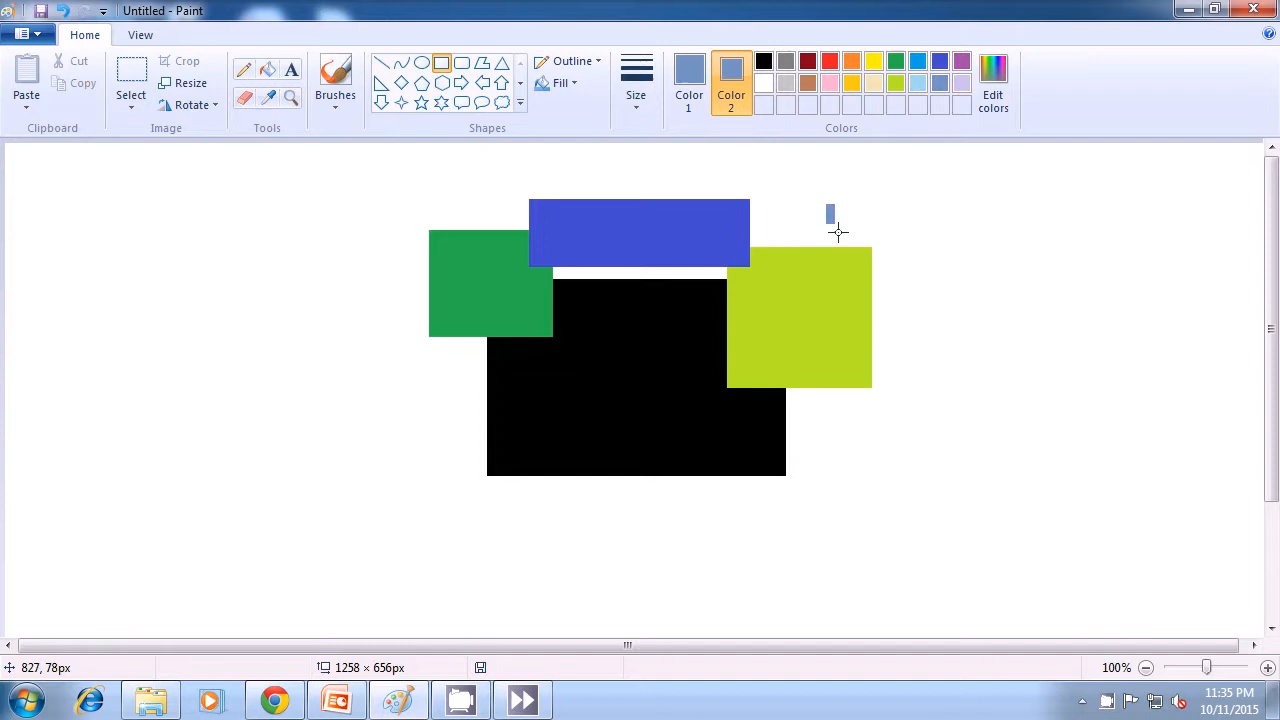 Untitled - Paint
Home View
Paste
Cut
Copy
Clipboard
Select
Crop
Resize
Rotate
Image
A
Tools
Brushes
Shapes
Outline
Fill
Size
Color 1
Color 2
Edit colors
Colors
827, 78px
1258 × 656px
100%
11:35 PM
10/11/2015